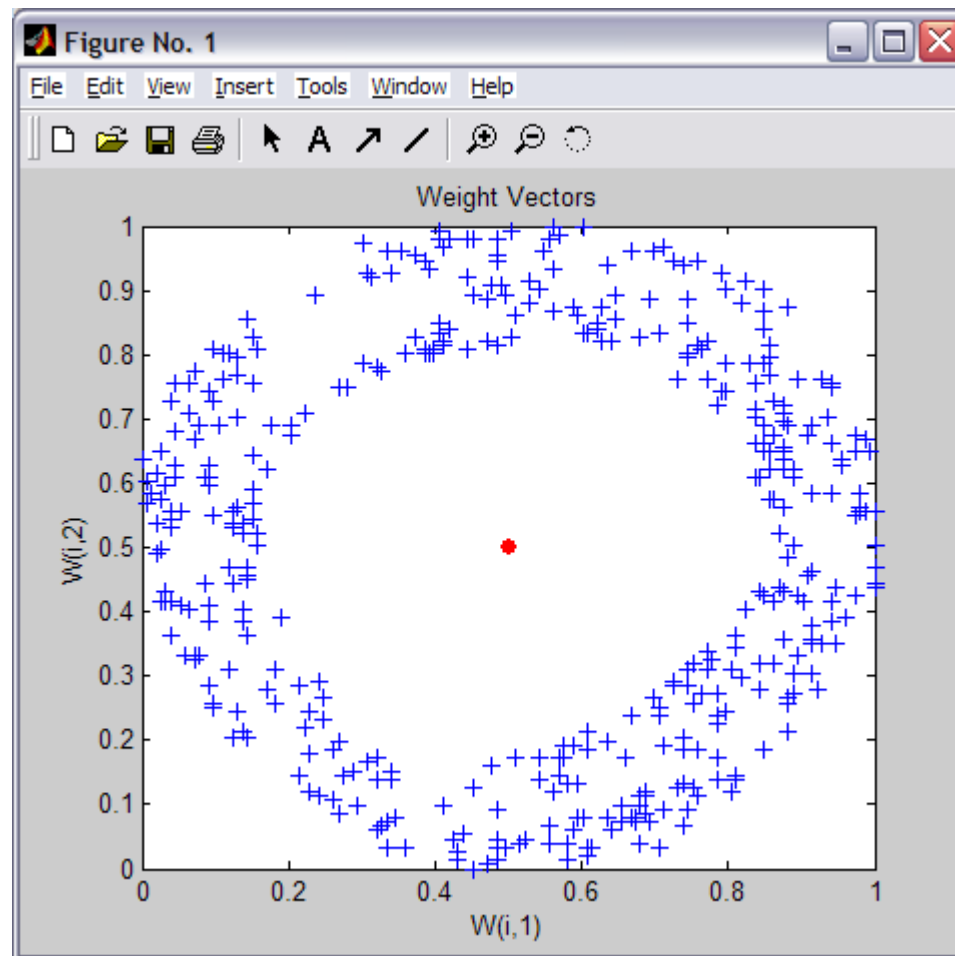 Figure No. 1
File Edit View Insert Tools Window Help
A
Weight Vectors
1
0.9
0.8
0.7
0.6
0.5
0.4
0.3
0.2
0.1
0
W(i,2)
0 0.2 0.4 0.6 0.8 1
W(i,1)